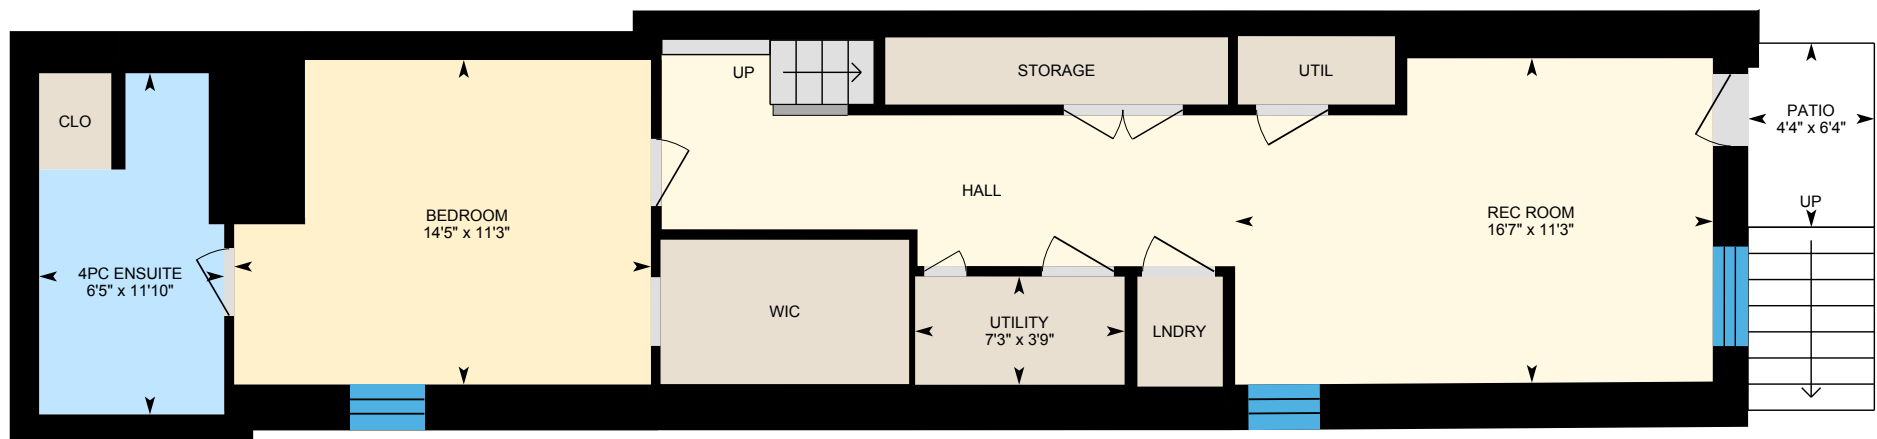 UP
STORAGE
UTIL
CLO
PATIO
4'4" x 6'4"
HALL
UP
BEDROOM
14'5" x 11'3"
REC ROOM
16'7" x 11'3"
4PC ENSUITE
6'5" x 11'10"
WIC
UTILITY
7'3" x 3'9"
LNDRY